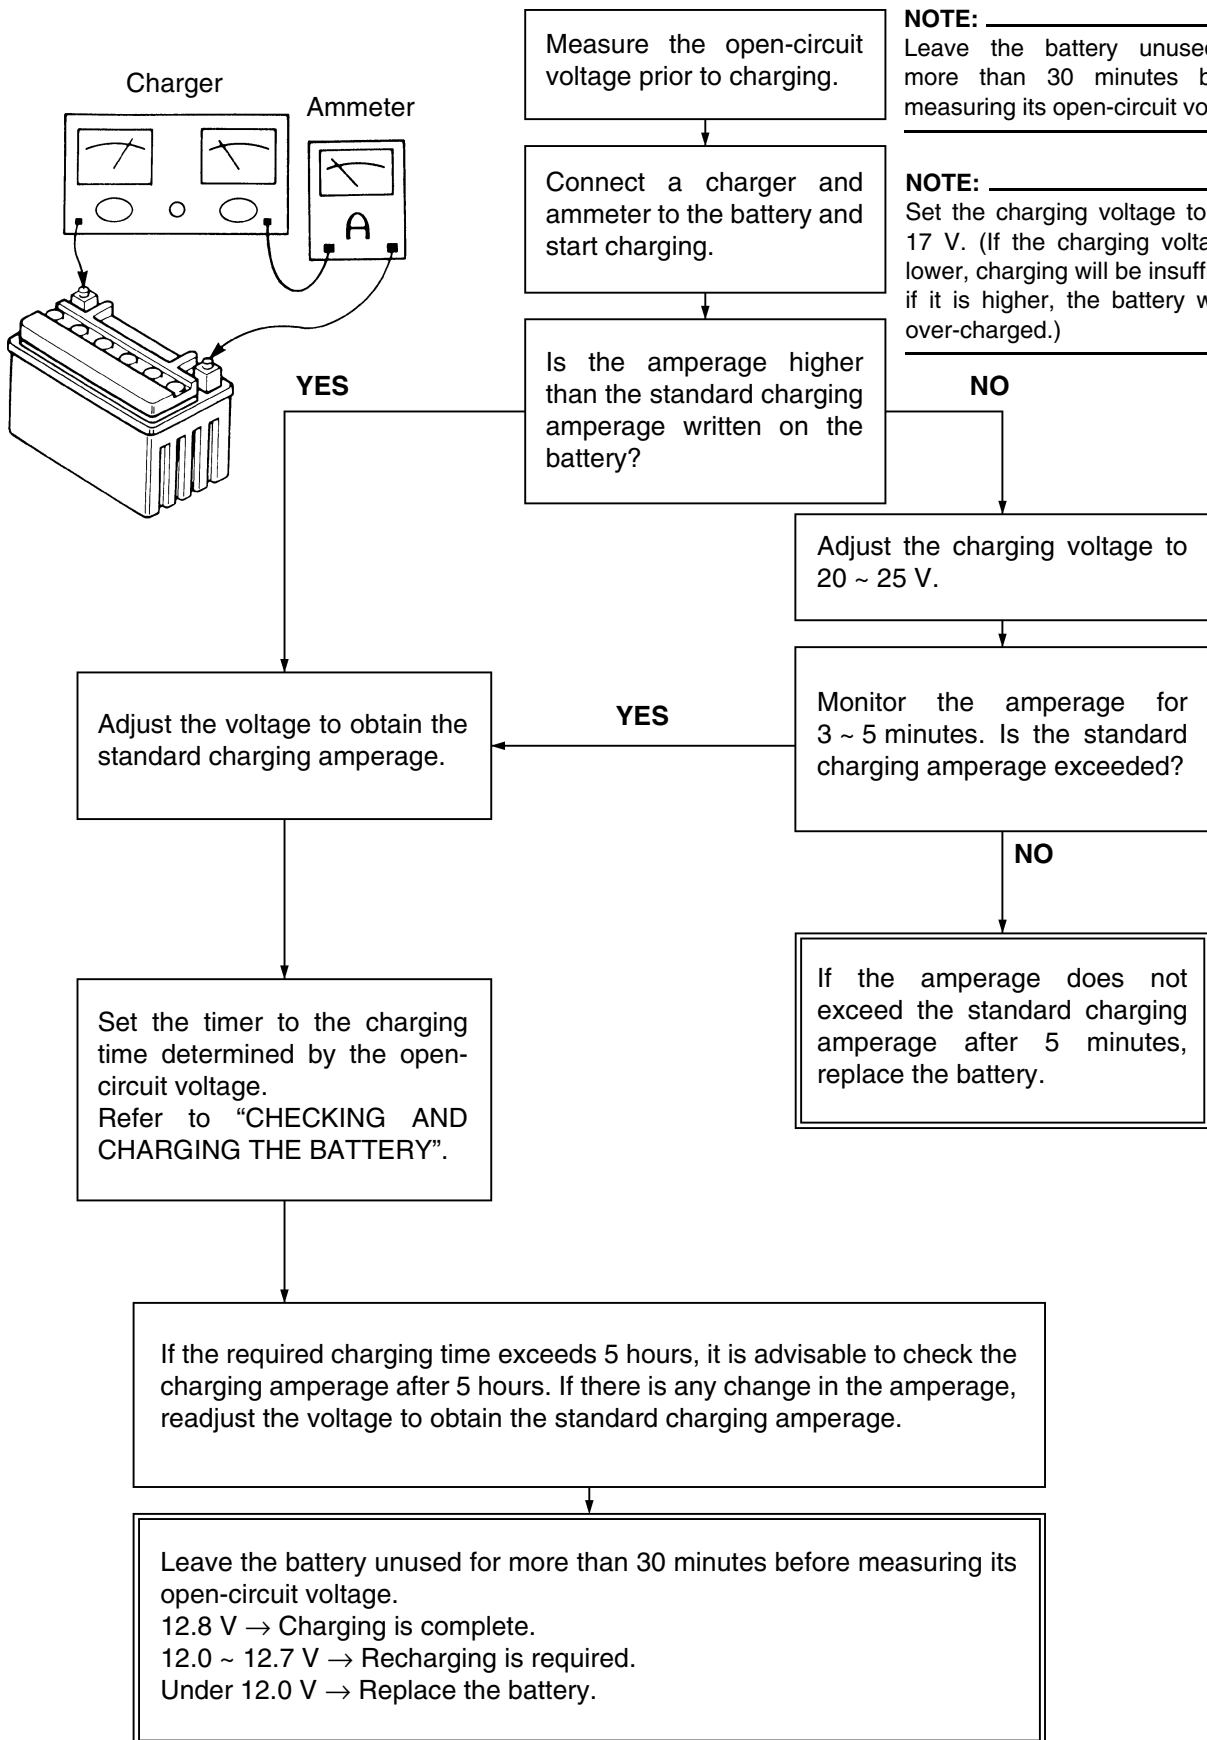 Charger
Ammeter
A
Measure the open-circuit
voltage prior to charging.
NOTE:
Leave the battery unused
more than 30 minutes
measuring its open-circuit
Connect a charger and
ammeter to the battery and
start charging.
NOTE:
Set the charging voltage to
17 V. (If the charging
lower, charging will be
if it is higher, the battery
over-charged.)
Is the amperage higher
than the standard charging
amperage written on the
battery?
YES
NO
Adjust the charging voltage to
20 ~ 25 V.
Monitor the amperage for
3 ~ 5 minutes. Is the standard
charging amperage exceeded?
YES
Adjust the voltage to obtain the
standard charging amperage.
NO
If the amperage does not
exceed the standard charging
amperage after 5 minutes,
replace the battery.
Set the timer to the charging
time determined by the open-
circuit voltage.
Refer to “CHECKING AND
CHARGING THE BATTERY”.
If the required charging time exceeds 5 hours, it is advisable to check the
charging amperage after 5 hours. If there is any change in the amperage,
readjust the voltage to obtain the standard charging amperage.
Leave the battery unused for more than 30 minutes before measuring its
open-circuit voltage.
12.8 V → Charging is complete.
12.0 ~ 12.7 V → Recharging is required.
Under 12.0 V → Replace the battery.